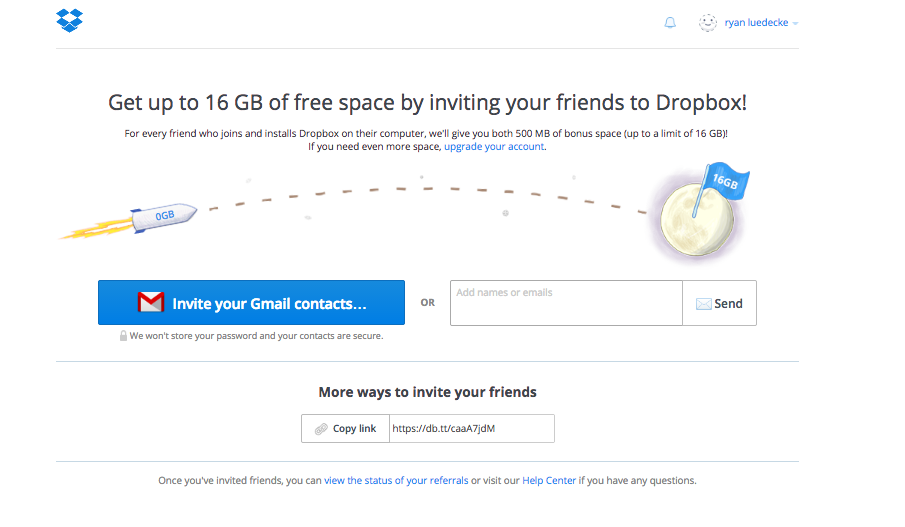 ryan luedecke
Get up to 16 GB of free space by inviting your friends to Dropbox!
For every friend who joins and installs Dropbox on their computer, we'll give you both 500 MB of bonus space (up to a limit of 16 GB)!
If you need even more space, upgrade your account.
16GB
0GB
Invite your Gmail contacts...
OR
Add names or emails
Send
We won't store your password and your contacts are secure.
More ways to invite your friends
Copy link
https://db.tt/caaA7jdM
Once you've invited friends, you can view the status of your referrals or visit our Help Center if you have any questions.